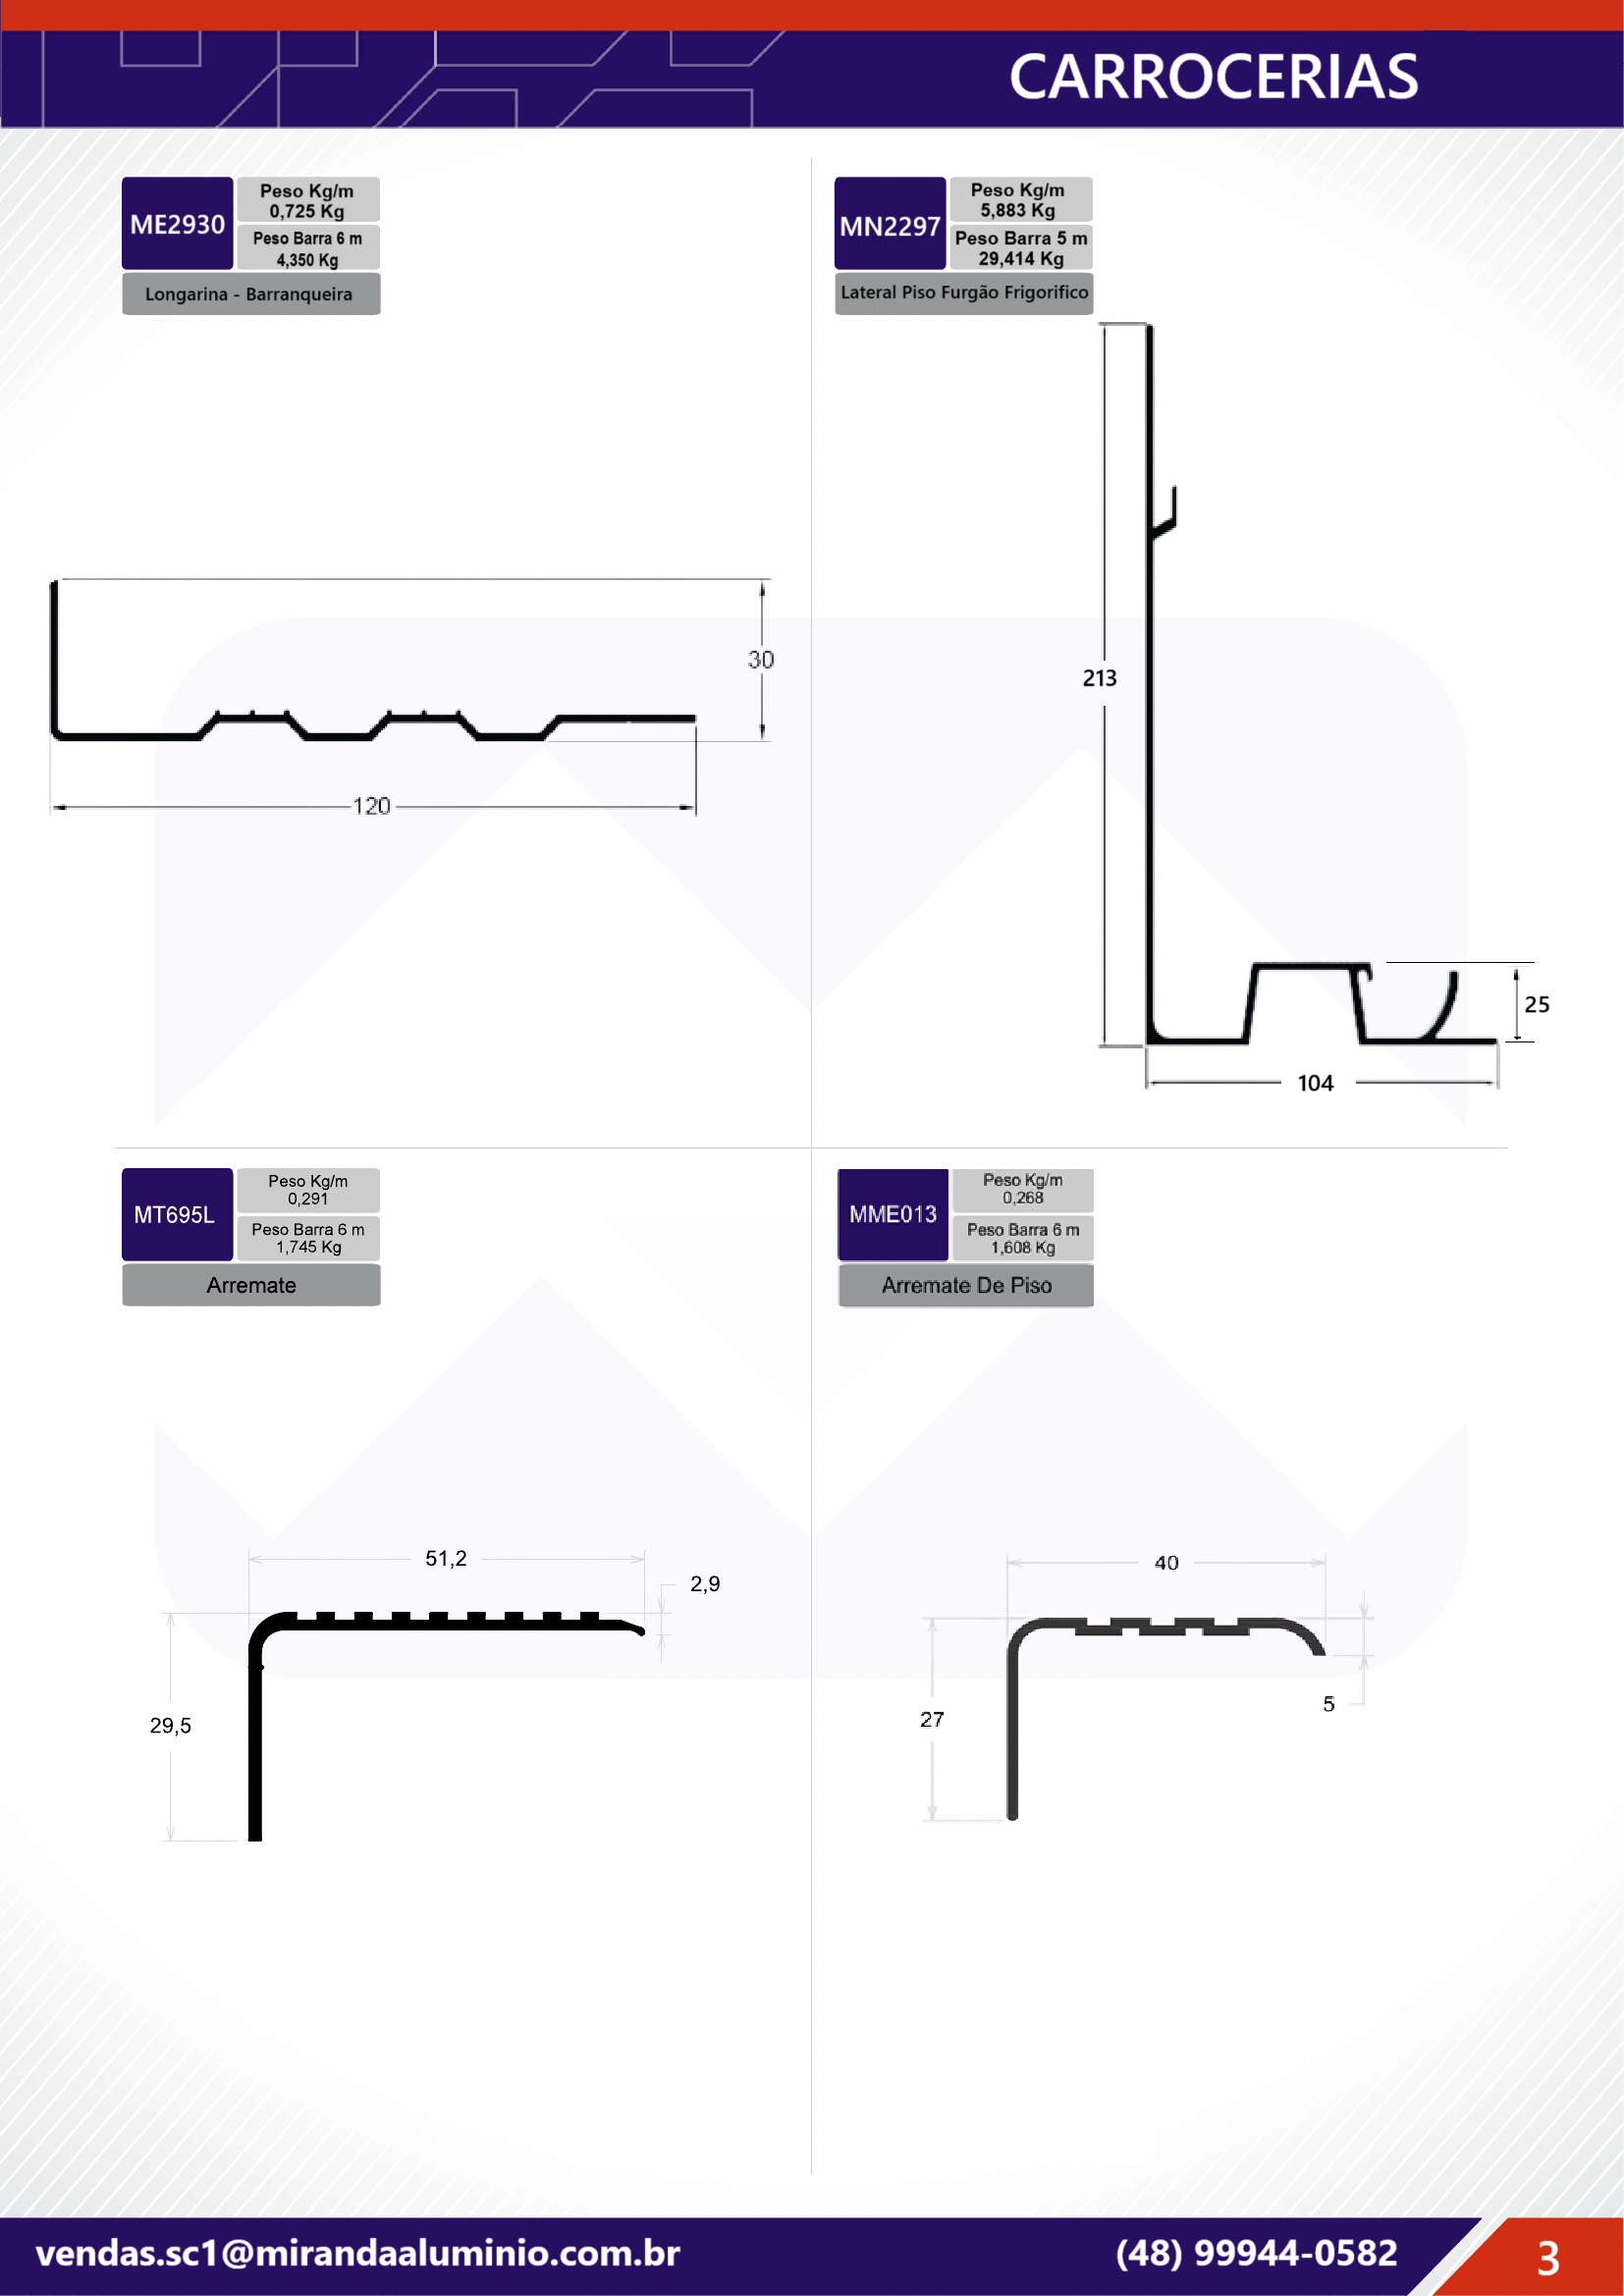 CARROCERIAS
ME2930
Peso Kg/m
0,725 Kg
Peso Barra 6 m
4,350 Kg
Longarina - Barranqueira
30
120
MN2297
Peso Kg/m
5,883 Kg
Peso Barra 5 m
29,414 Kg
Lateral Piso Furgão Frigorifico
213
25
104
MT695L
Peso Kg/m
0,291
Peso Barra 6 m
1,745 Kg
Arremate
51,2
2,9
29,5
MME013
Peso Kg/m
0,268
Peso Barra 6 m
1,608 Kg
Arremate De Piso
40
5
27
vendas.sc1@mirandaaluminio.com.br
(48) 99944-0582
3